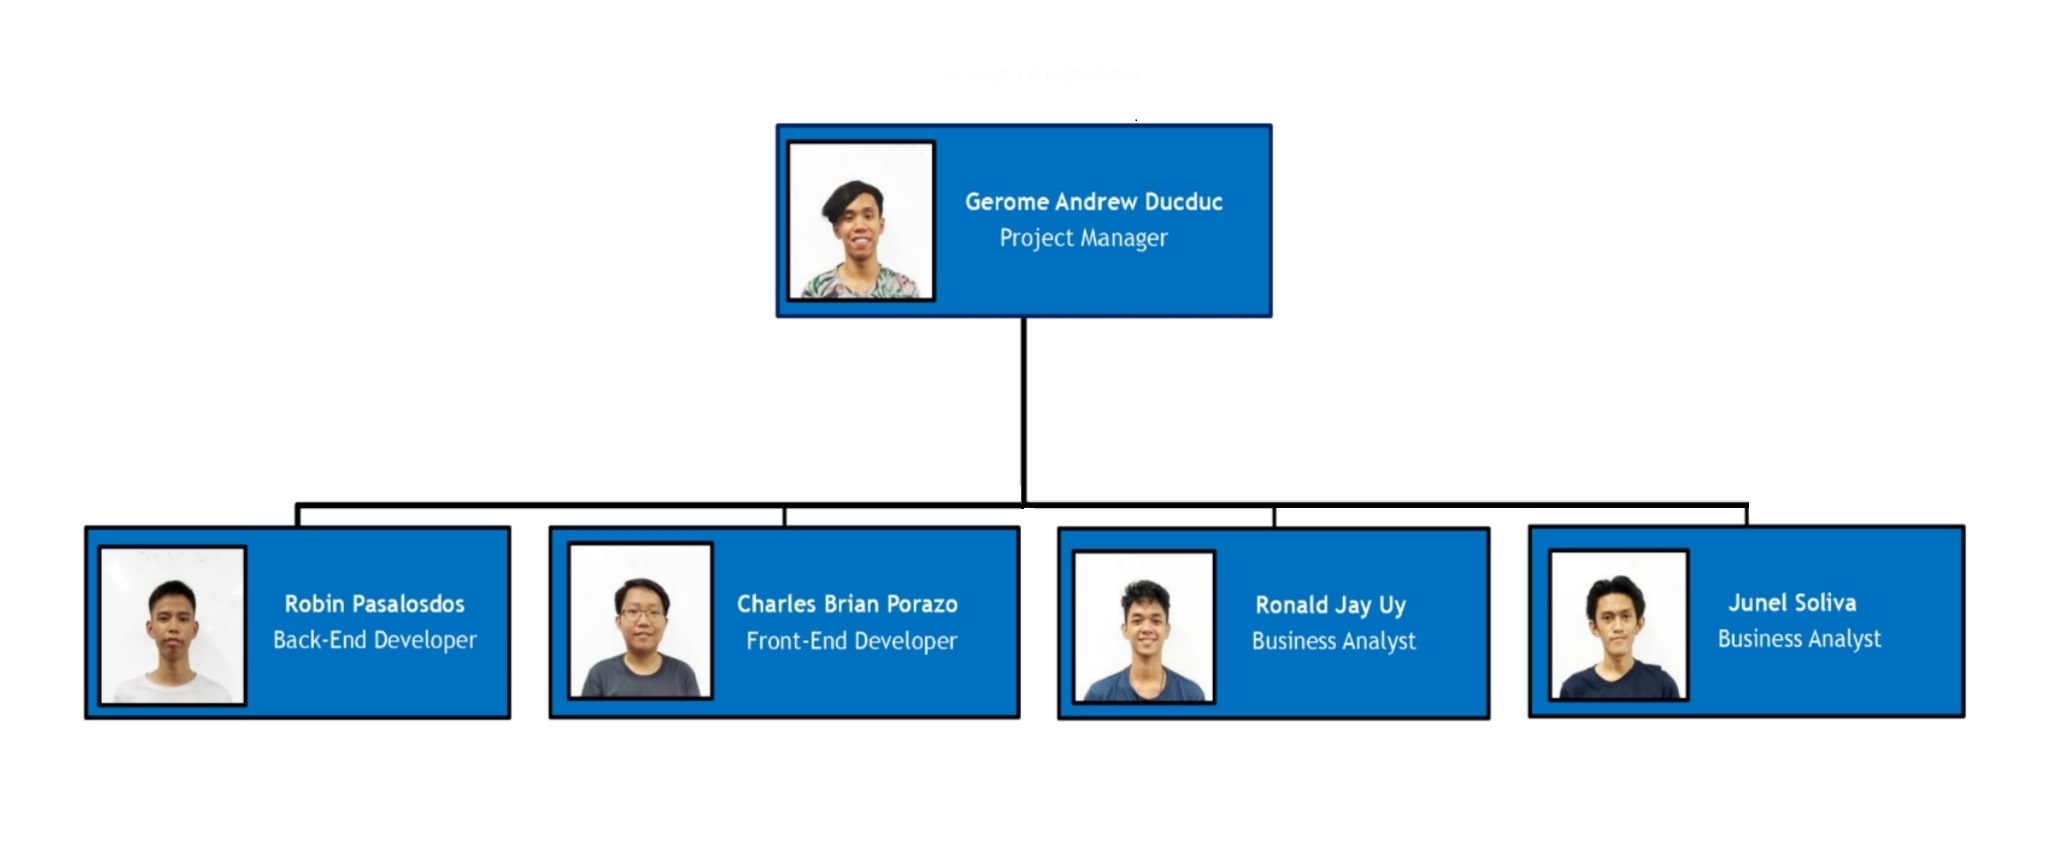 Gerome Andrew Ducduc
Project Manager
Robin Pasalosdos
Back-End Developer
Charles Brian Porazo
Front-End Developer
Ronald Jay Uy
Business Analyst
Junel Soliva
Business Analyst